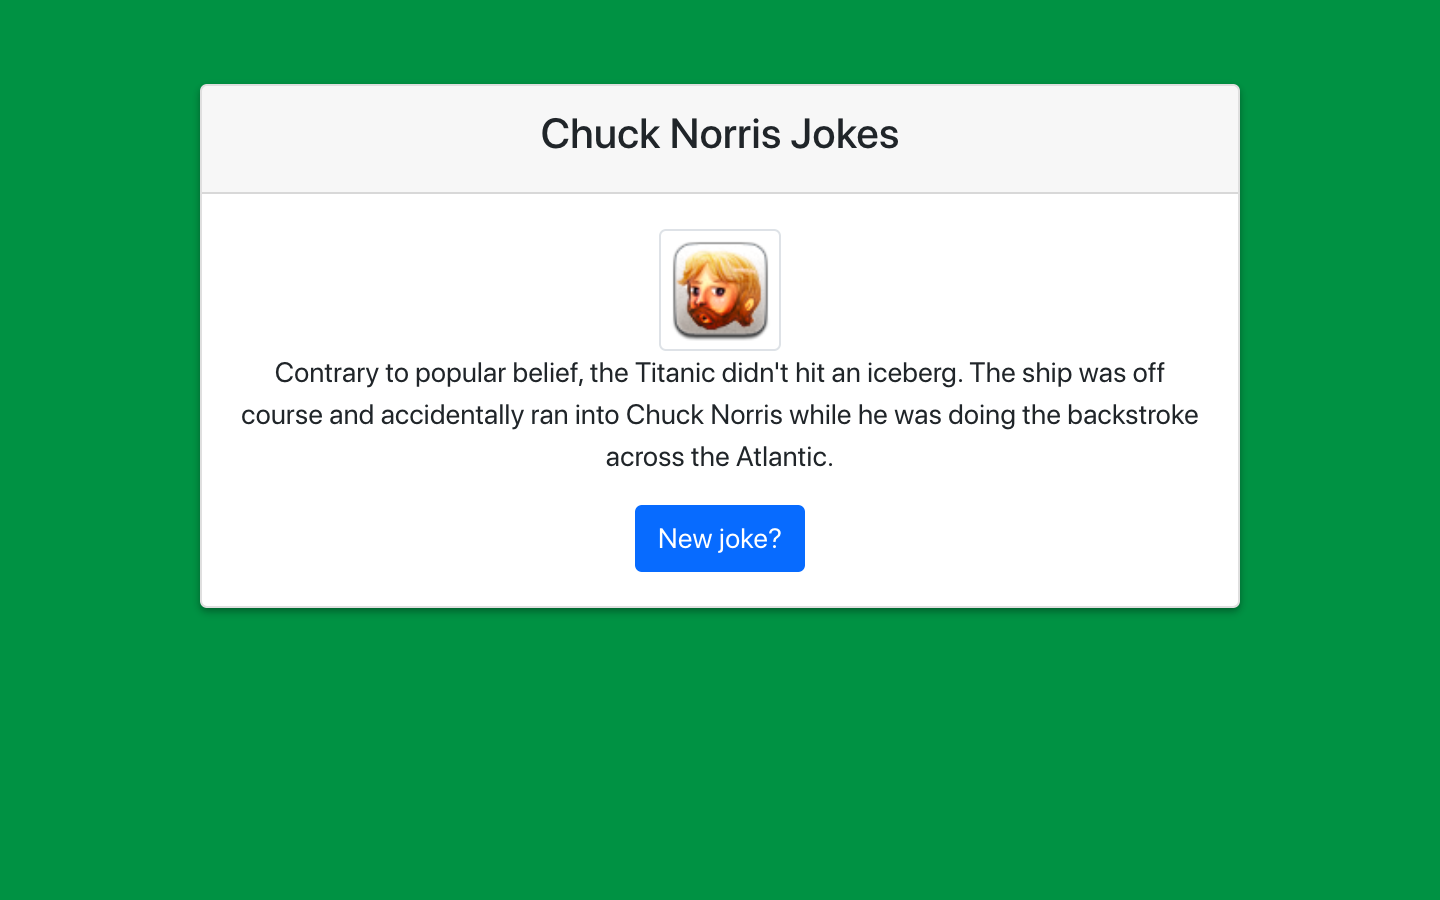 Chuck Norris Jokes
Contrary to popular belief, the Titanic didn't hit an iceberg. The ship was off
course and accidentally ran into Chuck Norris while he was doing the backstroke
across the Atlantic.
New joke?